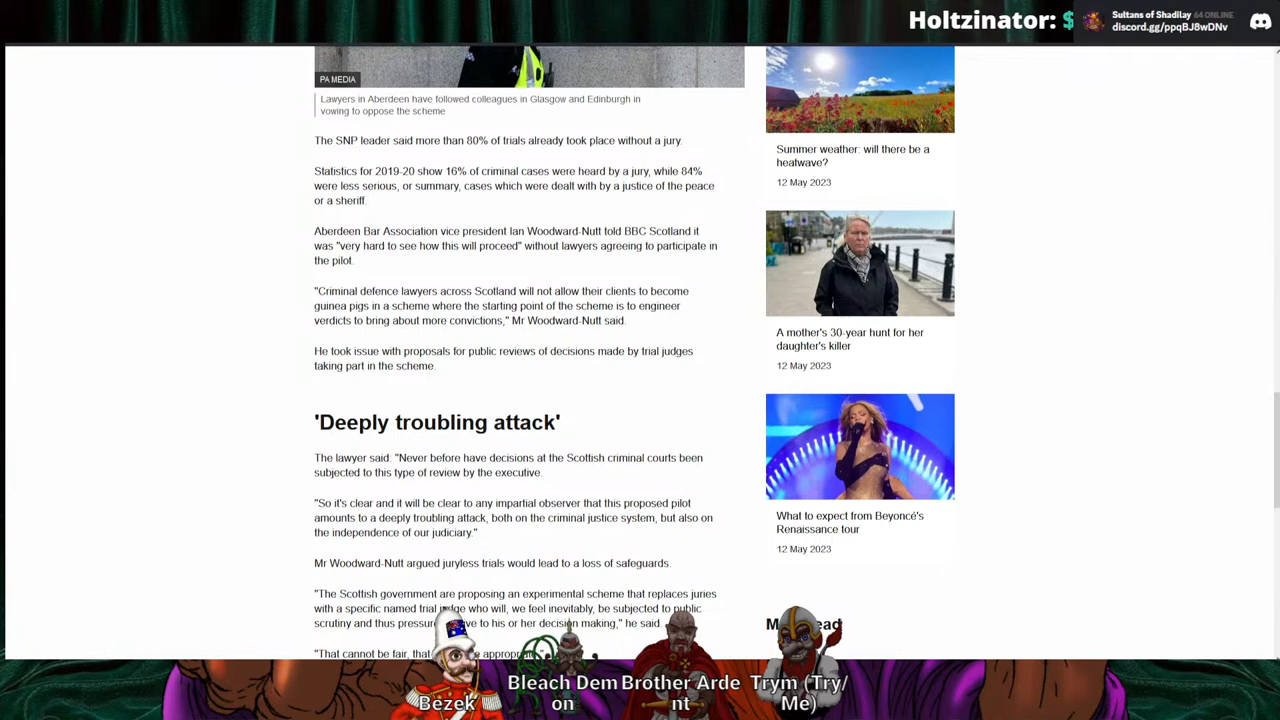 Holtzinator: $
Sultans of Shadilay 64 ONLINE
discord.gg/ppqBJ8wDNv
PA MEDIA
Lawyers in Aberdeen have followed colleagues in Glasgow and Edinburgh in
vowing to oppose the scheme
The SNP leader said more than 80% of trials already took place without a jury.
Statistics for 2019-20 show 16% of criminal cases were heard by a jury, while 84%
were less serious, or summary, cases which were dealt with by a justice of the peace
or a sheriff.
Aberdeen Bar Association vice president Ian Woodward-Nutt told BBC Scotland it
was "very hard to see how this will proceed" without lawyers agreeing to participate in
the pilot.
"Criminal defence lawyers across Scotland will not allow their clients to become
guinea pigs in a scheme where the starting point of the scheme is to engineer
verdicts to bring about more convictions," Mr Woodward-Nutt said.
He took issue with proposals for public reviews of decisions made by trial judges
taking part in the scheme.
'Deeply troubling attack'
The lawyer said: "Never before have decisions at the Scottish criminal courts been
subjected to this type of review by the executive.
"So it's clear and it will be clear to any impartial observer that this proposed pilot
amounts to a deeply troubling attack, both on the criminal justice system, but also on
the independence of our judiciary."
Mr Woodward-Nutt argued juryless trials would lead to a loss of safeguards.
"The Scottish government are proposing an experimental scheme that replaces juries
with a specific named trial judge who will, we feel inevitably, be subjected to public
scrutiny and thus pressure to his or her decision making," he said.
"That cannot be fair, that appropriate."
Summer weather: will there be a
heatwave?
12 May 2023
A mother's 30-year hunt for her
daughter's killer
12 May 2023
What to expect from Beyoncé's
Renaissance tour
12 May 2023
Bezek
Bleach Dem
on
Brother Arde
nt
Trym (Try/
Me)